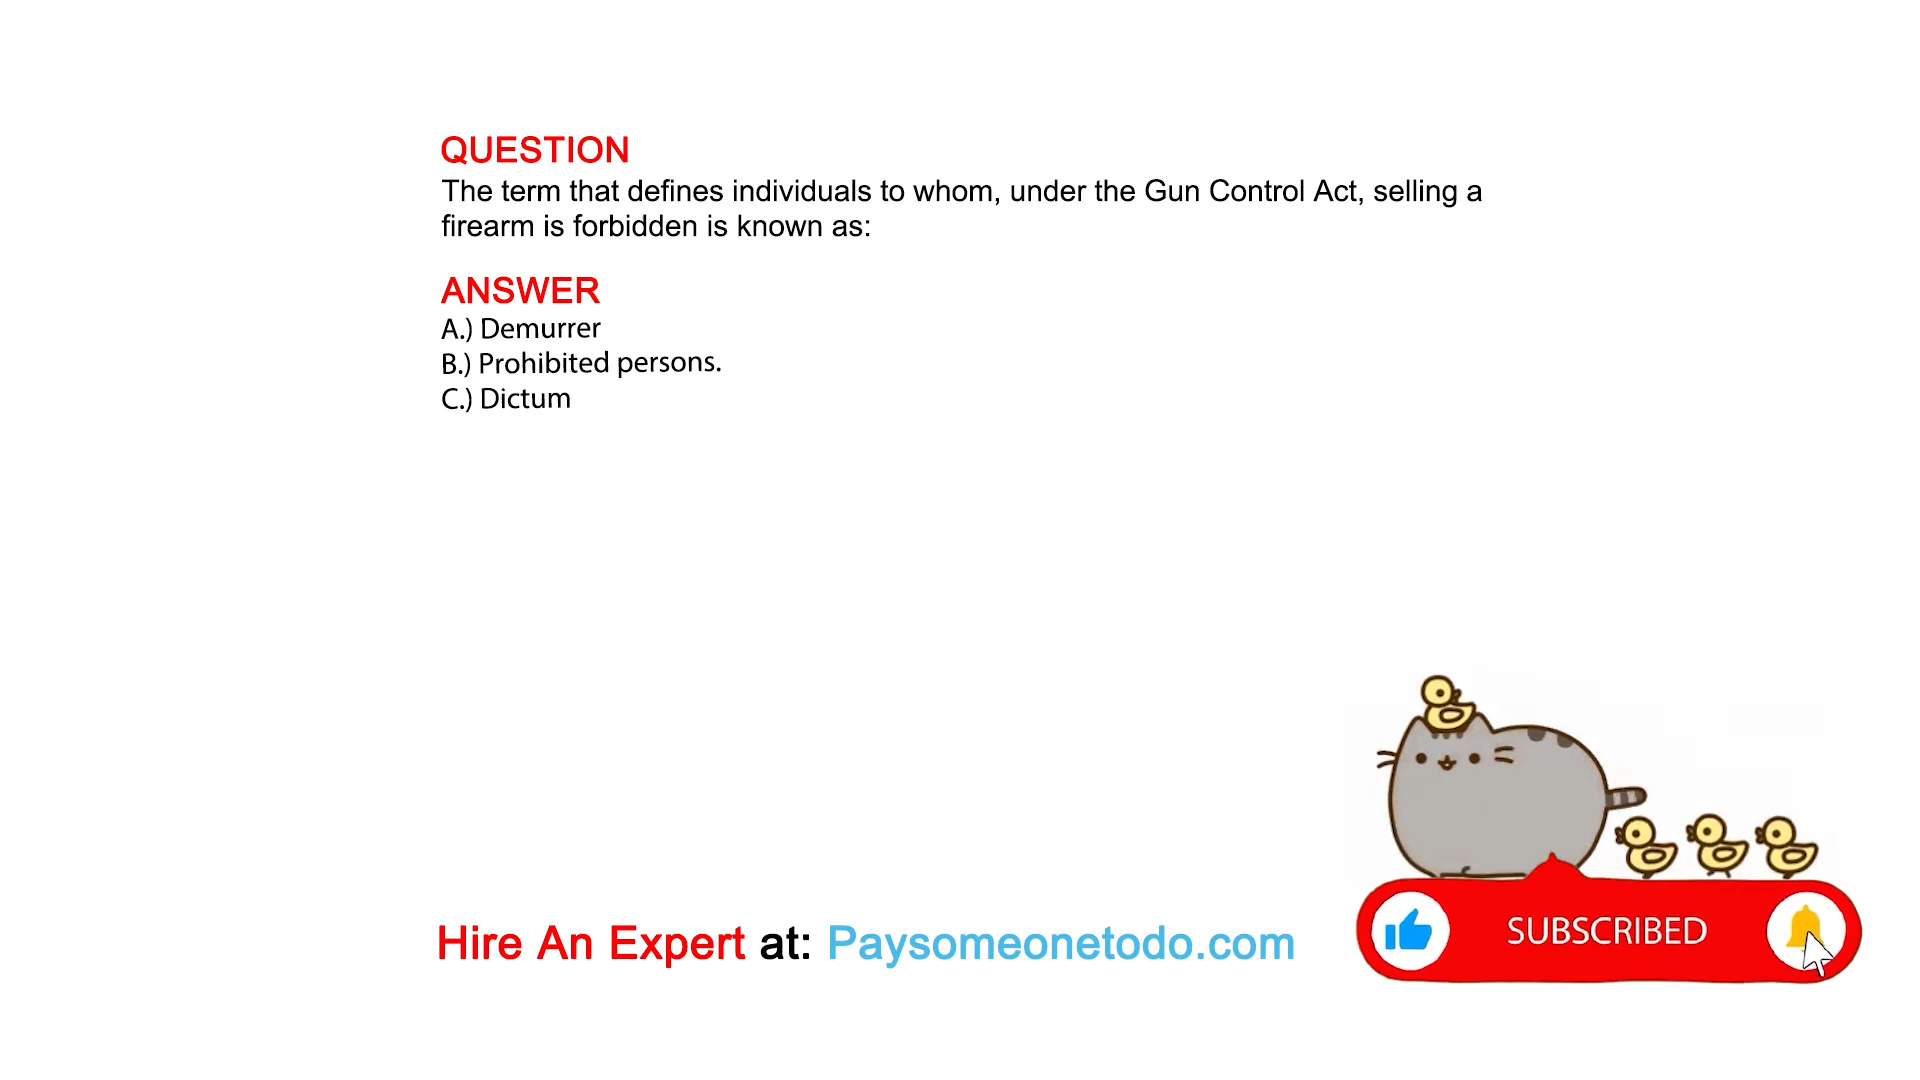 QUESTION
The term that defines individuals to whom, under the Gun Control Act, selling a
firearm is forbidden is known as:
ANSWER
A.) Demurrer
B.) Prohibited persons.
C.) Dictum
Hire An Expert at: Paysomeonetodo.com
SUBSCRIBED